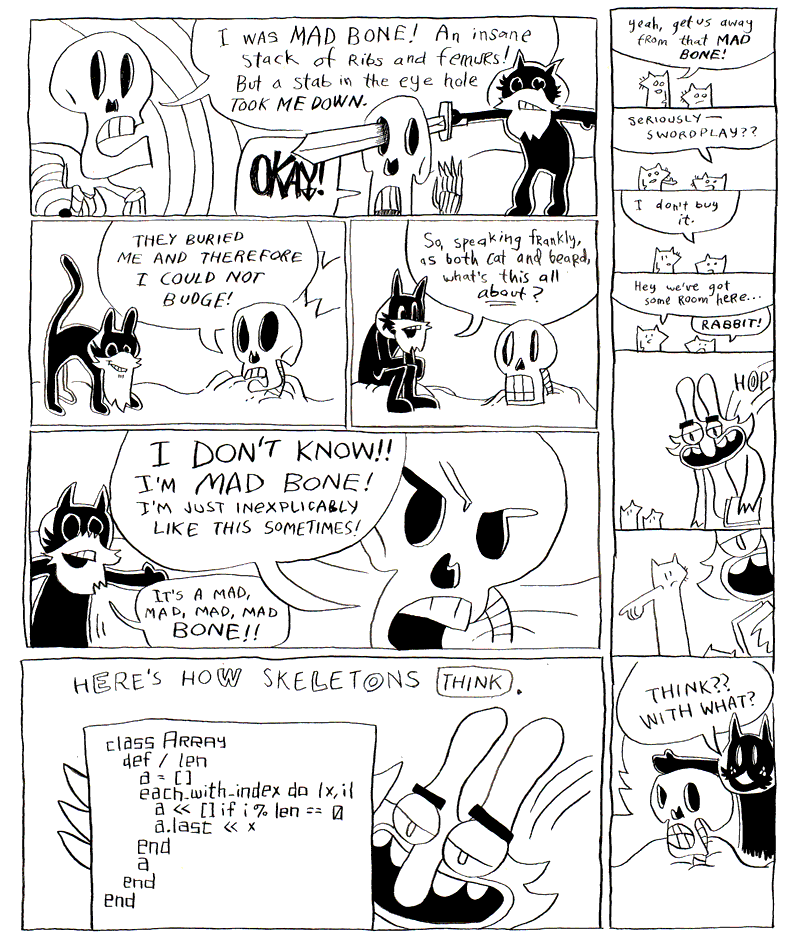 I WAS MAD BONE! An insane
stack of Ribs and femurs!
But a stab in the eye hole
TOOK ME DOWN.
OKAY!
THEY BURIED
ME AND THEREFORE
I COULD NOT
BUDGE!
So, speaking frankly,
as both cat and beard,
what's this all
about?
I DON'T KNOW!!
I'M MAD BONE!
I'M JUST INEXPLICABLY
LIKE THIS SOMETIMES!
IT'S A MAD,
MAD, MAD, MAD
BONE!!
HERE'S HOW SKELETONS THINK.
class ARRAY
def / len
a = []
each_with_index do |x,i|
a << [] if i % len == 0
a.last << x
end
a
end
end
yeah, get us away
from that MAD
BONE!
SERIOUSLY—
SWORDPLAY??
I don't buy
it.
Hey we've got
some Room here...
RABBIT!
HOP
THINK??
WITH WHAT?